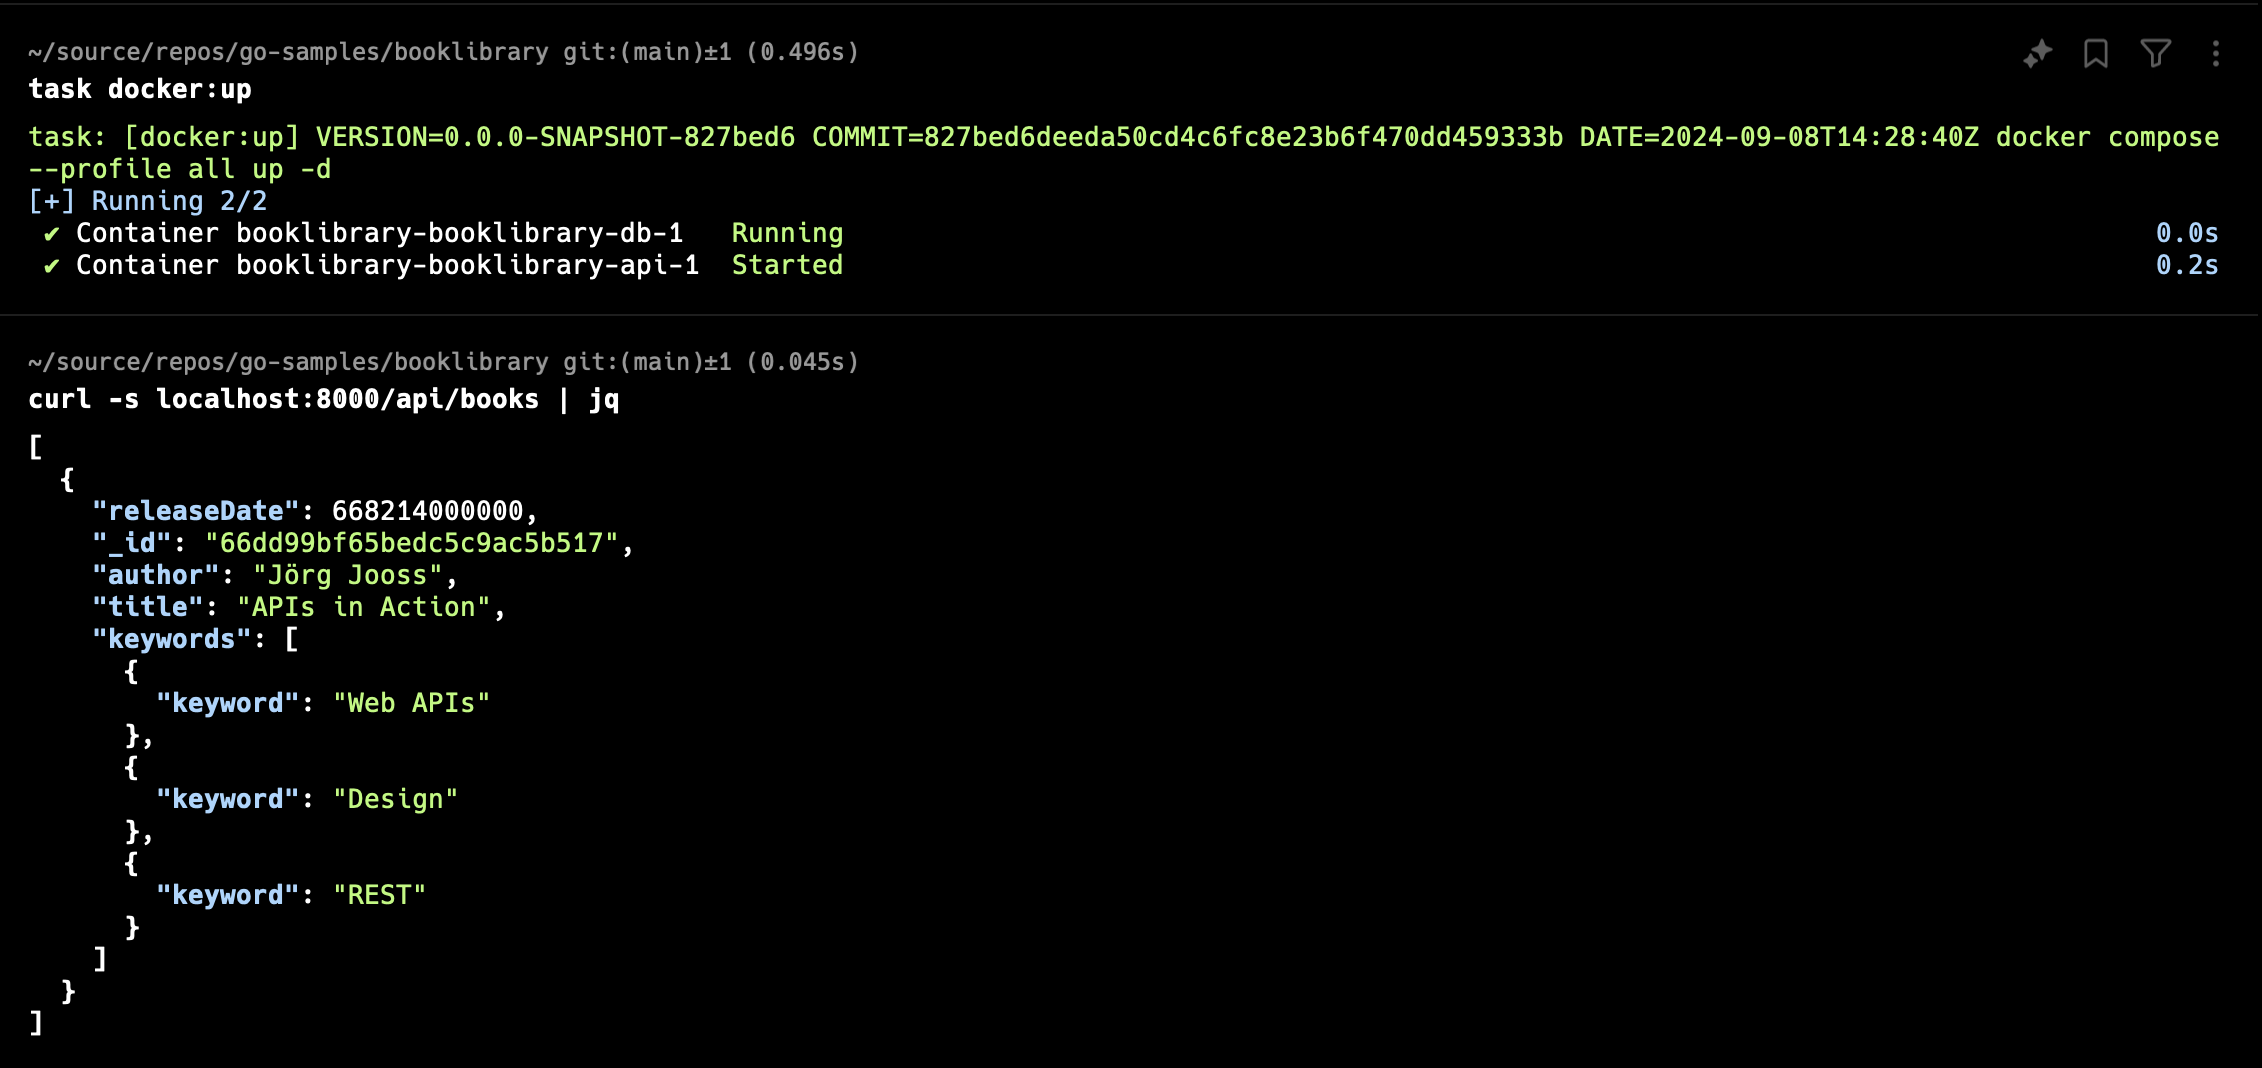 ~/source/repos/go-samples/booklibrary git:(main)±1 (0.496s)
task docker:up
task: [docker:up] VERSION=0.0.0-SNAPSHOT-827bed6 COMMIT=827bed6deeda50cd4c6fc8e23b6f470dd459333b DATE=2024-09-08T14:28:40Z docker compose
--profile all up -d
[+] Running 2/2
 ✔ Container booklibrary-booklibrary-db-1   Running 0.0s
 ✔ Container booklibrary-booklibrary-api-1  Started 0.2s
~/source/repos/go-samples/booklibrary git:(main)±1 (0.045s)
curl -s localhost:8000/api/books | jq
[
  {
    "releaseDate": 668214000000,
    "_id": "66dd99bf65bedc5c9ac5b517",
    "author": "Jörg Jooss",
    "title": "APIs in Action",
    "keywords": [
      {
        "keyword": "Web APIs"
      },
      {
        "keyword": "Design"
      },
      {
        "keyword": "REST"
      }
    ]
  }
]